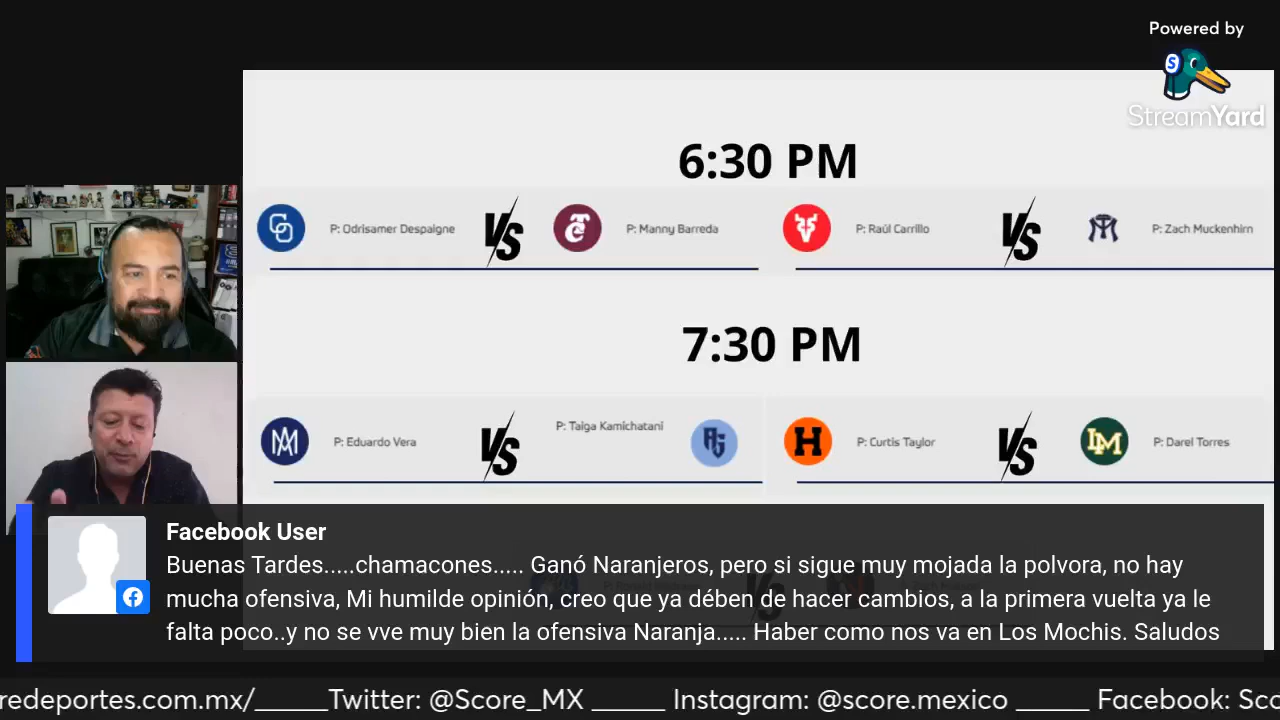 Powered by
StreamYard
6:30 PM
P: Odrisamer Despaigne
VS
P: Manny Barreda
P: Raúl Carrillo
VS
P: Zach Muckenhirn
7:30 PM
P: Eduardo Vera
VS
P: Taiga Kamichatani
AG
H
P: Curtis Taylor
VS
LM
P: Darel Torres
Facebook User
Buenas Tardes.....chamacones..... Ganó Naranjeros, pero si sigue muy mojada la polvora, no hay
mucha ofensiva, Mi humilde opinión, creo que ya dében de hacer cambios, a la primera vuelta ya le
falta poco..y no se vve muy bien la ofensiva Naranja..... Haber como nos va en Los Mochis. Saludos
redeportes.com.mx/_____Twitter: @Score_MX _____ Instagram: @score.mexico _____ Facebook: Sco